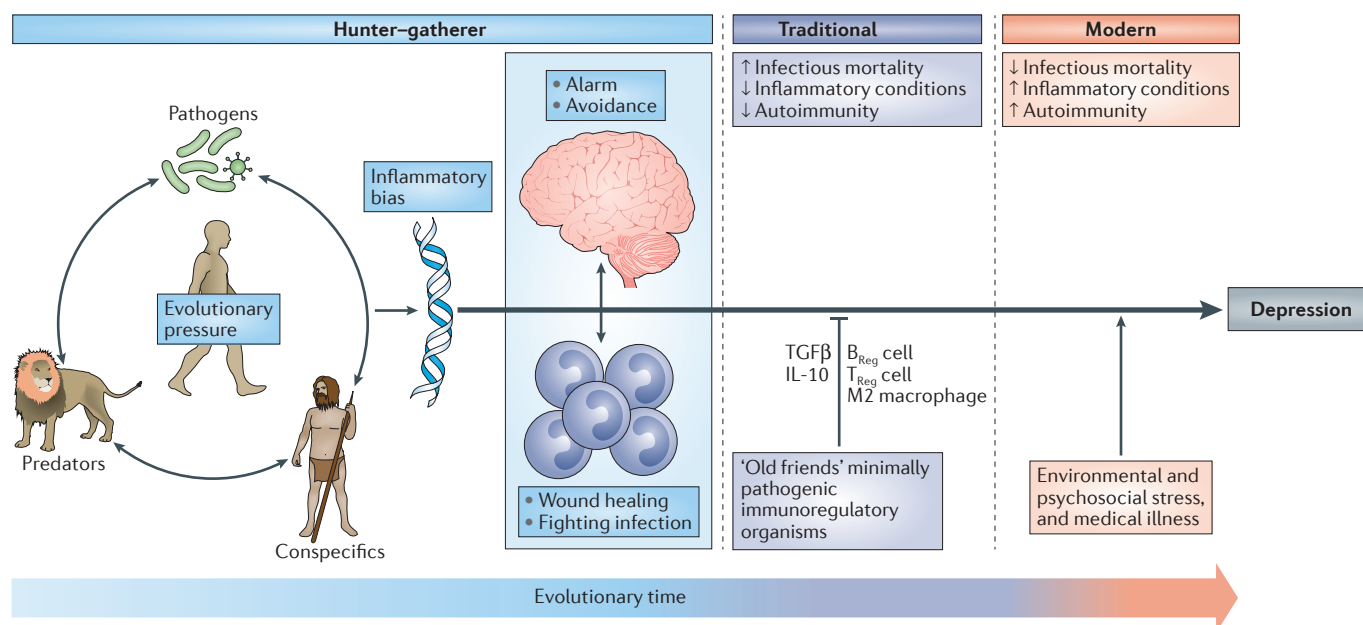 Hunter–gatherer
Traditional
Modern
• Alarm
• Avoidance
↑ Infectious mortality
↓ Inflammatory conditions
↓ Autoimmunity
↓ Infectious mortality
↑ Inflammatory conditions
↑ Autoimmunity
Pathogens
Inflammatory
bias
Evolutionary
pressure
Depression
TGFβ
IL-10
B_Reg cell
T_Reg cell
M2 macrophage
Predators
Conspecifics
• Wound healing
• Fighting infection
‘Old friends’ minimally
pathogenic
immunoregulatory
organisms
Environmental and
psychosocial stress,
and medical illness
Evolutionary time